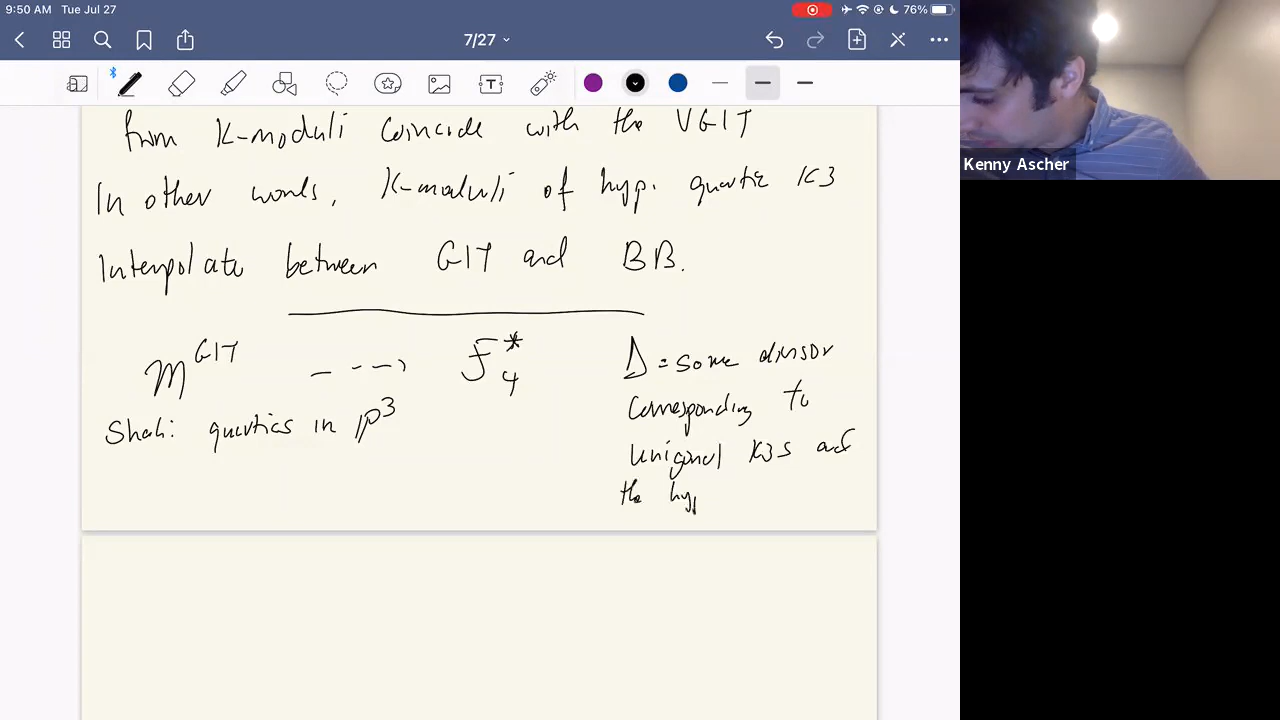 9:50 AM Tue Jul 27
76%
7/27
from K-moduli coincide with the VGIT
In other words, K-moduli of hyp. quartic K3
Interpolate between GIT and BB.
M^GIT ---> F_4^* Δ = some divisor
Shah: quartics in P^3 corresponding to
unigonal K3s and
the hyp
Kenny Ascher